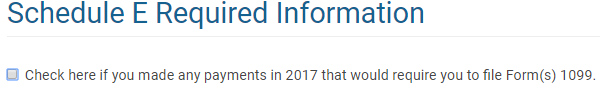 Schedule E Required Information
Check here if you made any payments in 2017 that would require you to file Form(s) 1099.